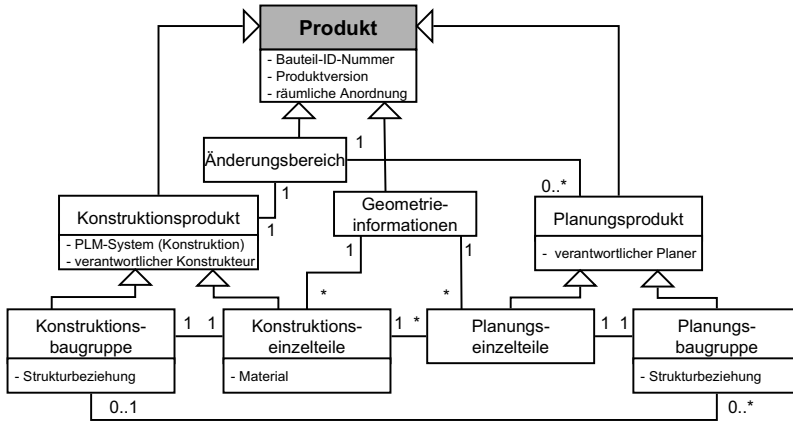 Produkt
- Bauteil-ID-Nummer
- Produktversion
- räumliche Anordnung
Änderungsbereich
1
1
0..*
Konstruktionsprodukt
1
- PLM-System (Konstruktion)
- verantwortlicher Konstrukteur
Geometrie-
informationen
1
1
*
*
Planungsprodukt
- verantwortlicher Planer
Konstruktions-
baugruppe
- Strukturbeziehung
1
1
Konstruktions-
einzelteile
- Material
1
*
Planungs-
einzelteile
1
1
Planungs-
baugruppe
- Strukturbeziehung
0..1
0..*